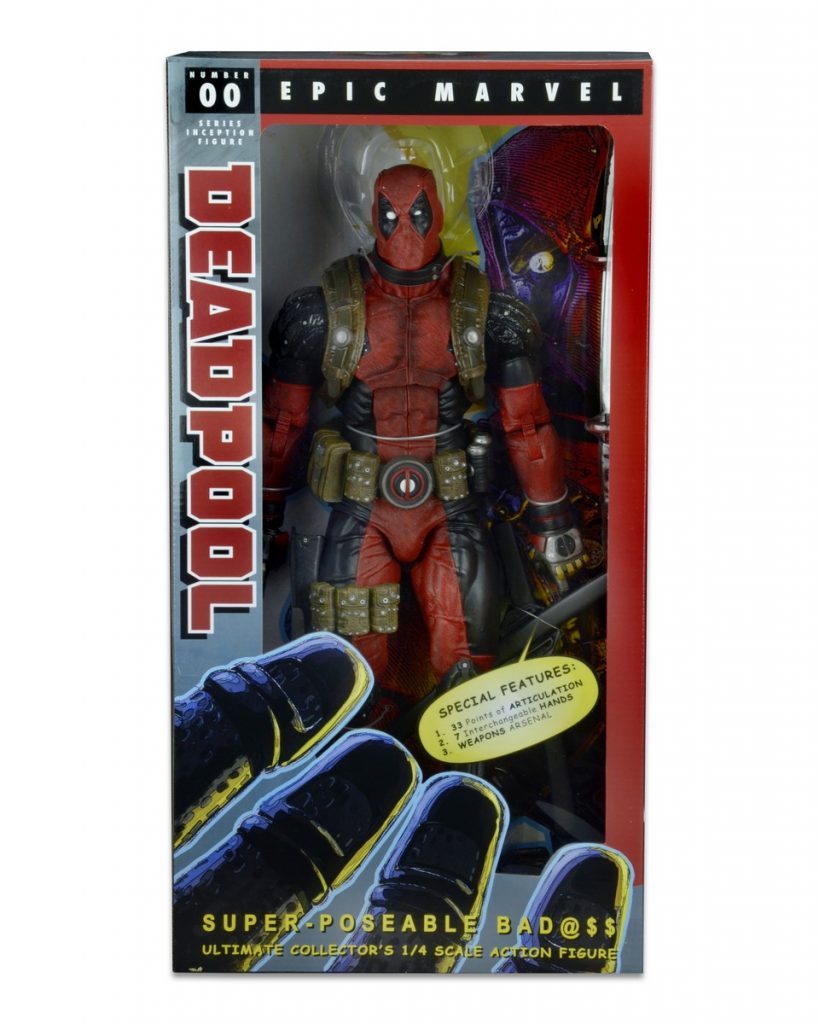 NUMBER
00
SERIES
INCEPTION
FIGURE
EPIC MARVEL
DEADPOOL
SPECIAL FEATURES:
1. 33 Points of ARTICULATION
2. 7 Interchangeable HANDS
3. WEAPONS ARSENAL
SUPER-POSEABLE BAD@$$
ULTIMATE COLLECTOR'S 1/4 SCALE ACTION FIGURE